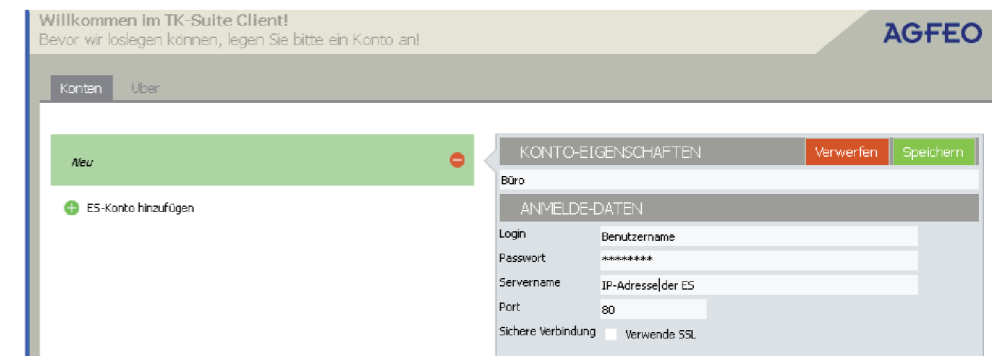 Willkommen im TK-Suite Client!
Bevor wir loslegen können, legen Sie bitte ein Konto an!
AGFEO
Konten Über
Neu
ES-Konto hinzufügen
KONTO-EIGENSCHAFTEN Verwerfen Speichern
Büro
ANMELDE-DATEN
Login Benutzername
Passwort ********
Servername IP-Adresse der ES
Port 80
Sichere Verbindung Verwende SSL